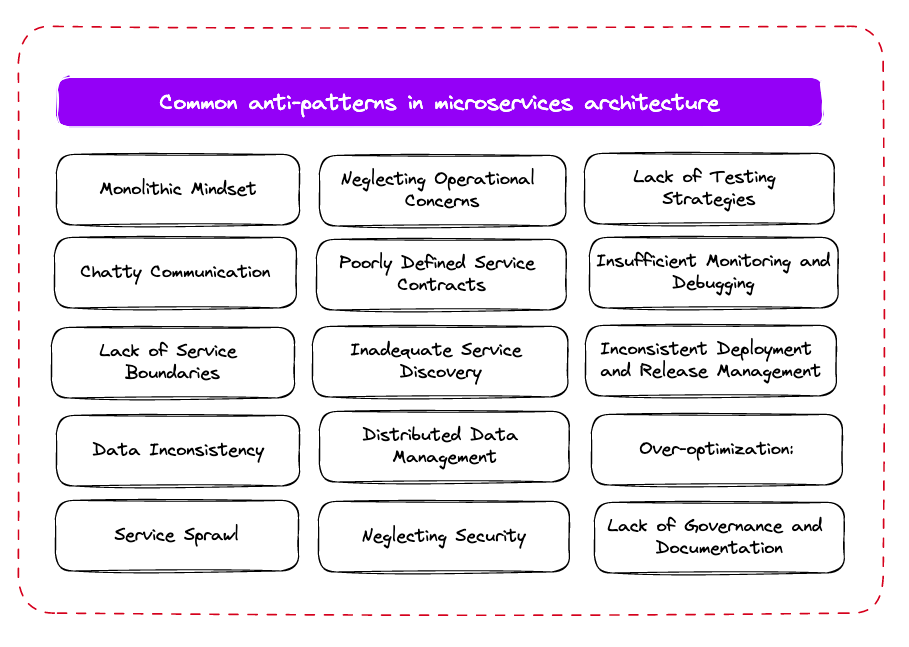 Common anti-patterns in microservices architecture
Monolithic Mindset
Neglecting Operational
Concerns
Lack of Testing
Strategies
Chatty Communication
Poorly Defined Service
Contracts
Insufficient Monitoring and
Debugging
Lack of Service
Boundaries
Inadequate Service
Discovery
Inconsistent Deployment
and Release Management
Data Inconsistency
Distributed Data
Management
Over-optimization:
Service Sprawl
Neglecting Security
Lack of Governance and
Documentation